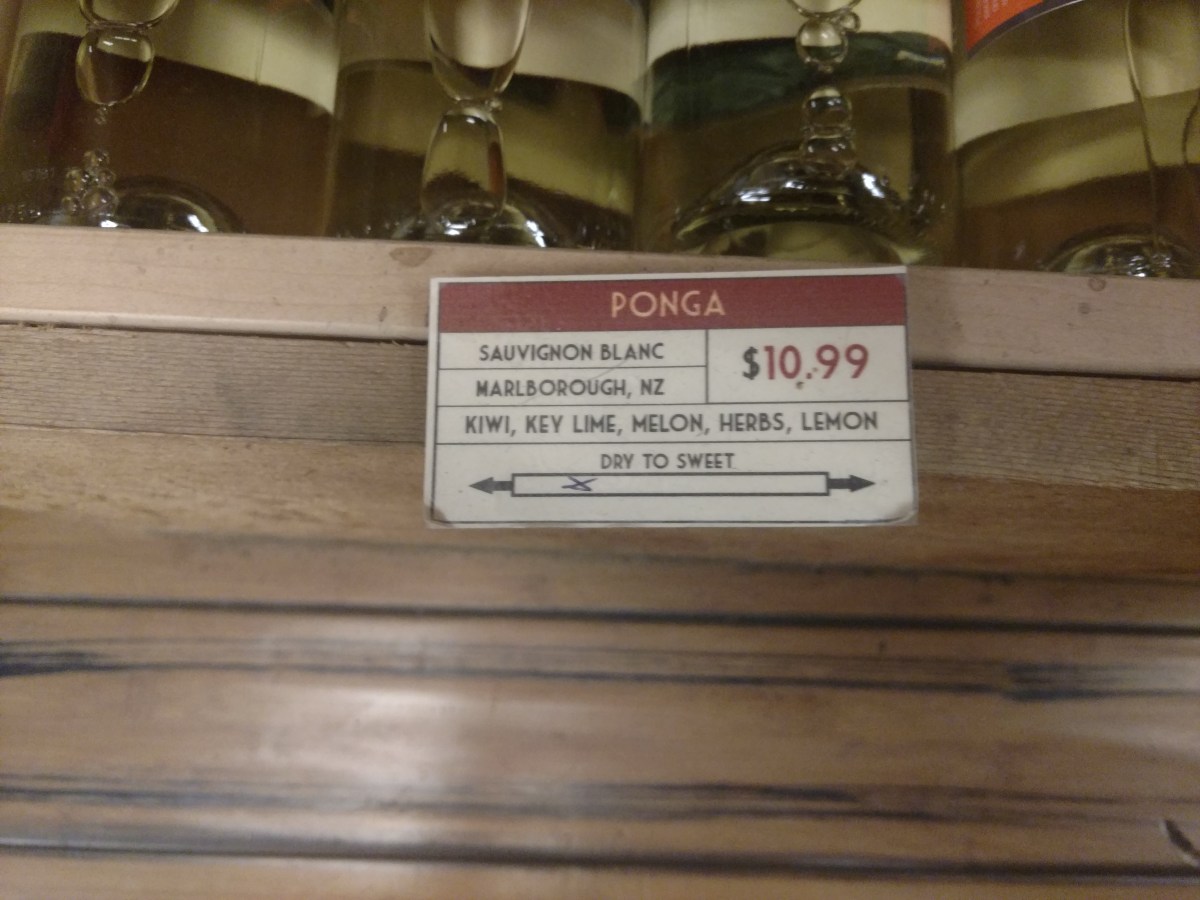 PONGA
SAUVIGNON BLANC
$10.99
MARLBOROUGH, NZ
KIWI, KEY LIME, MELON, HERBS, LEMON
DRY TO SWEET
X